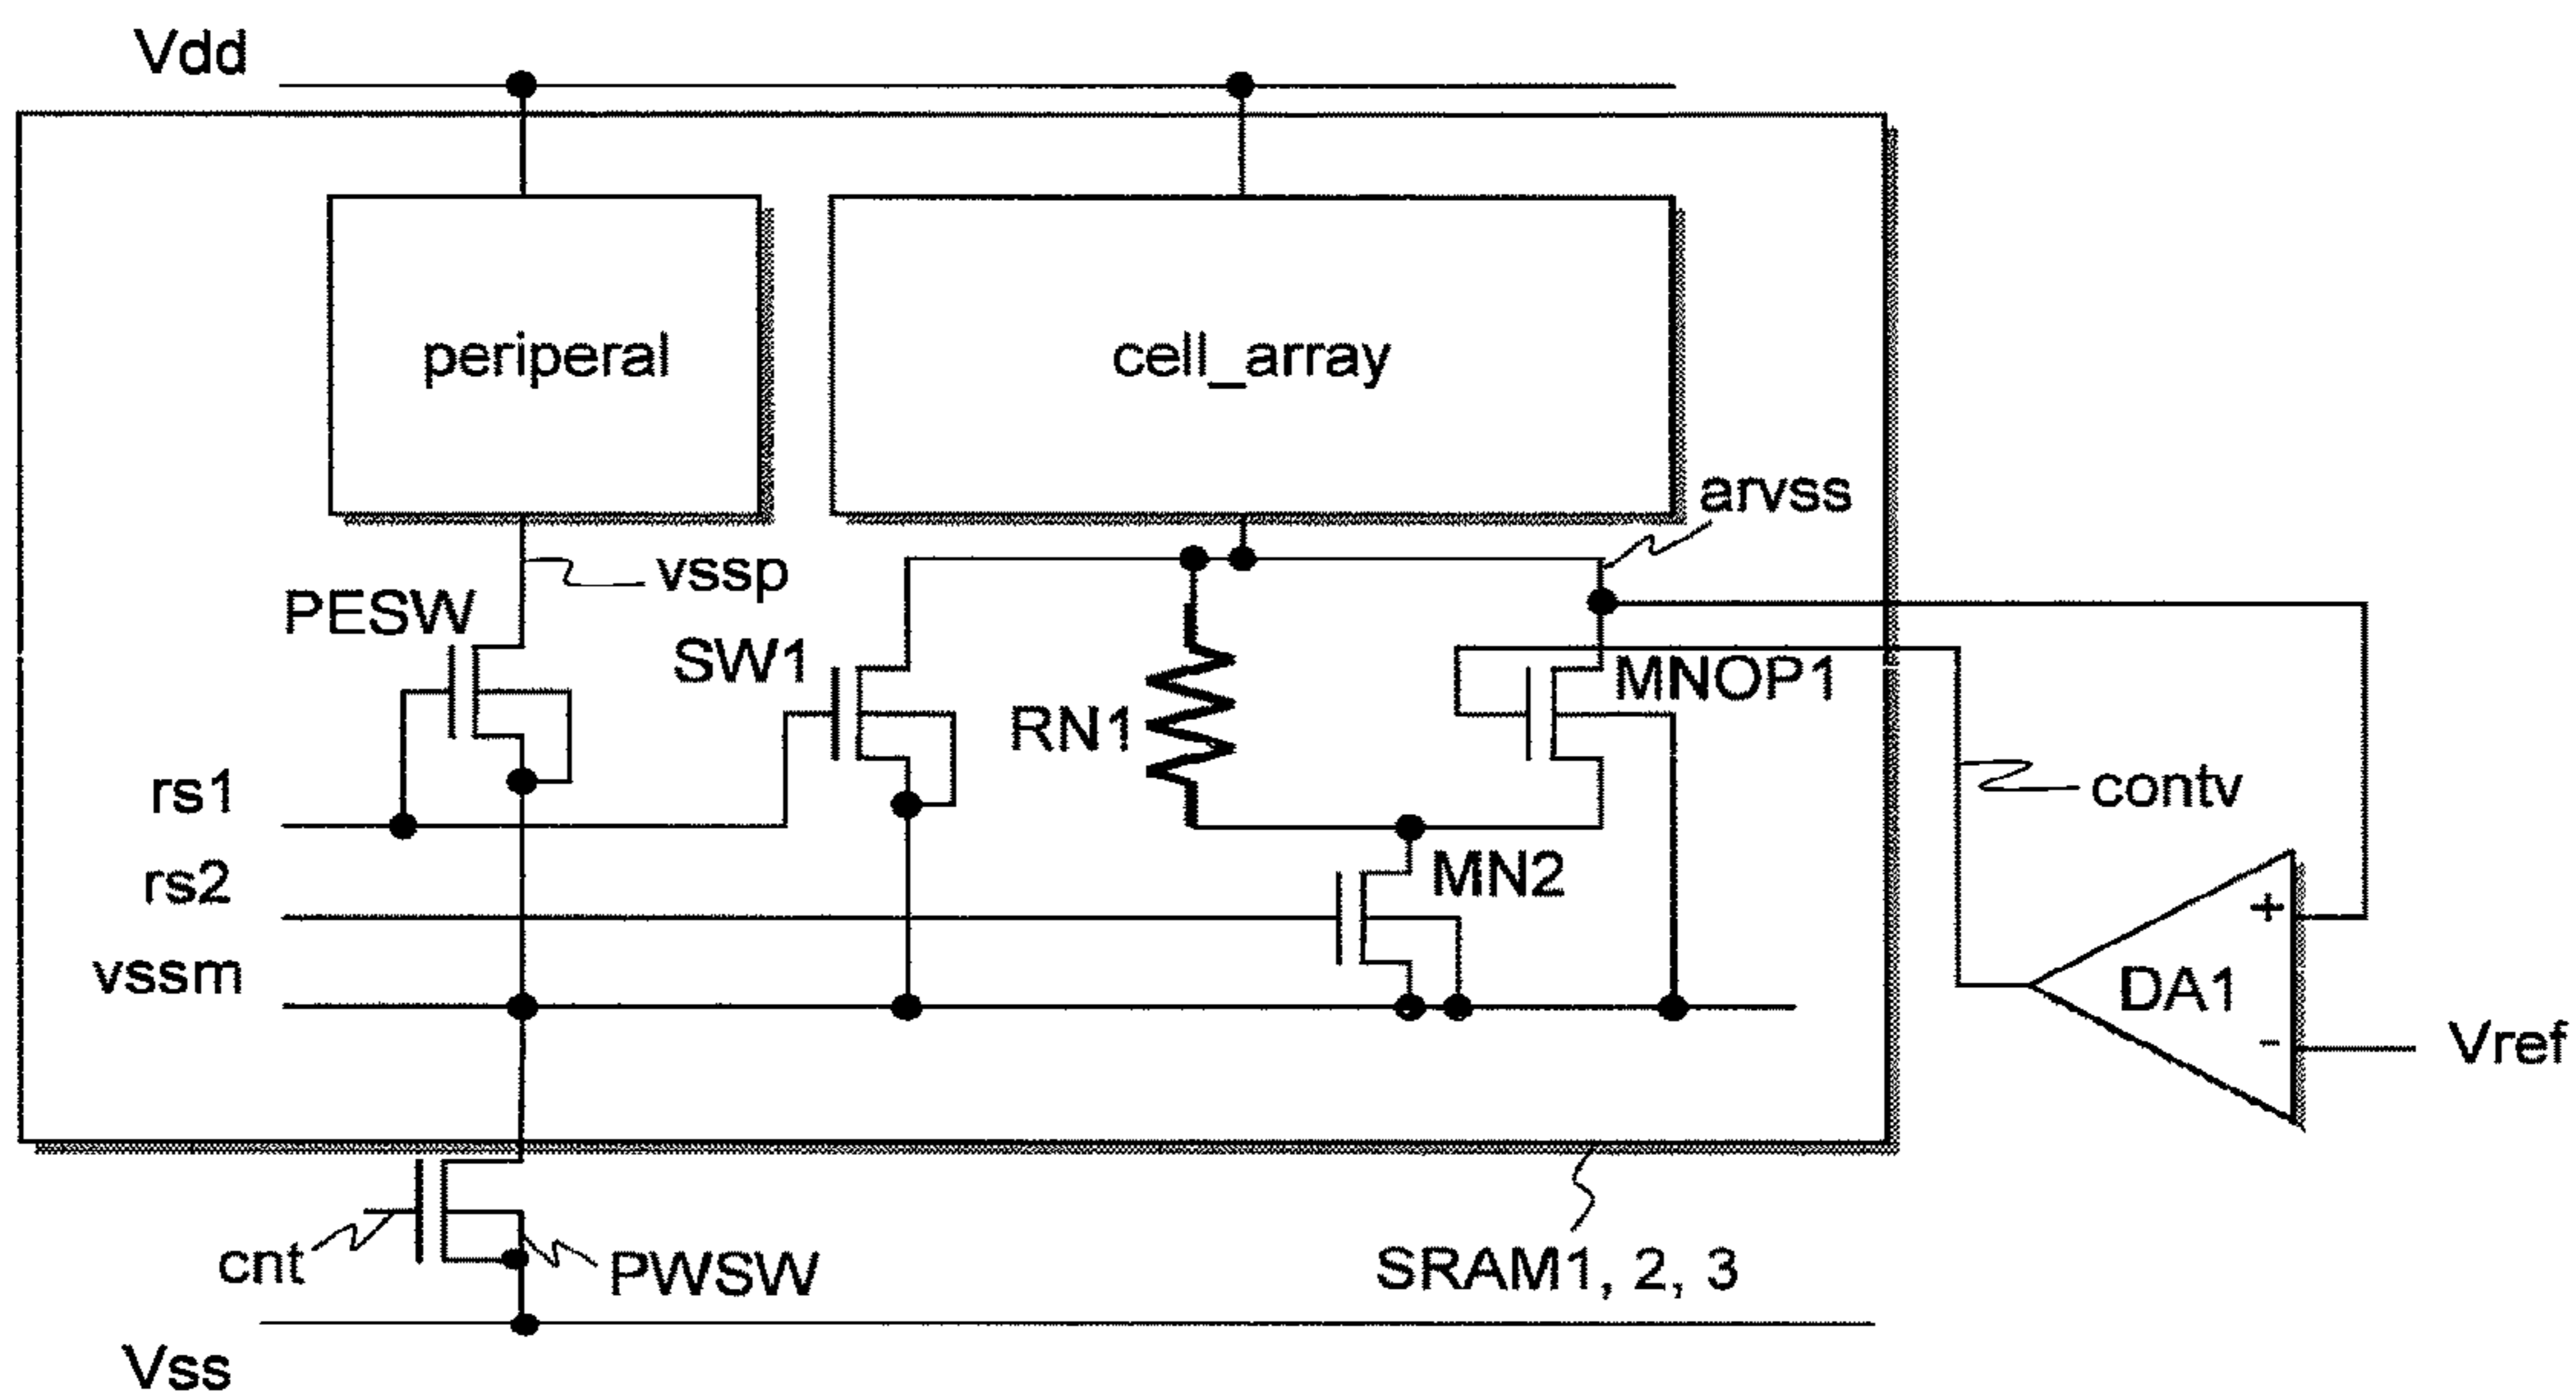 Vdd
periperal
cell_array
arvss
vssp
PESW
SW1
MNOP1
RN1
rs1
contv
MN2
rs2
+
vssm
DA1
-
Vref
cnt
PWSW
SRAM1, 2, 3
Vss